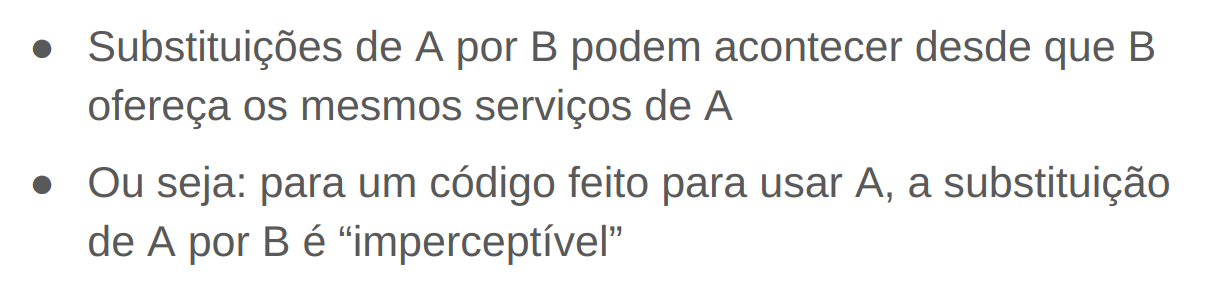 ● Substituições de A por B podem acontecer desde que B
ofereça os mesmos serviços de A
● Ou seja: para um código feito para usar A, a substituição
de A por B é “imperceptível”